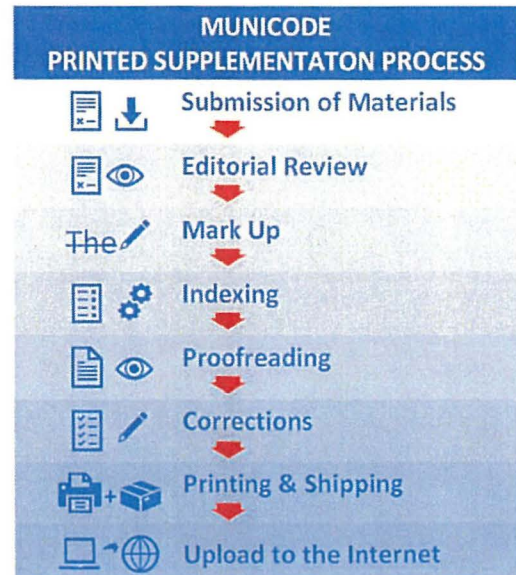 MUNICODE
PRINTED SUPPLEMENTATON PROCESS
Submission of Materials
Editorial Review
The Mark Up
Indexing
Proofreading
Corrections
Printing & Shipping
Upload to the Internet